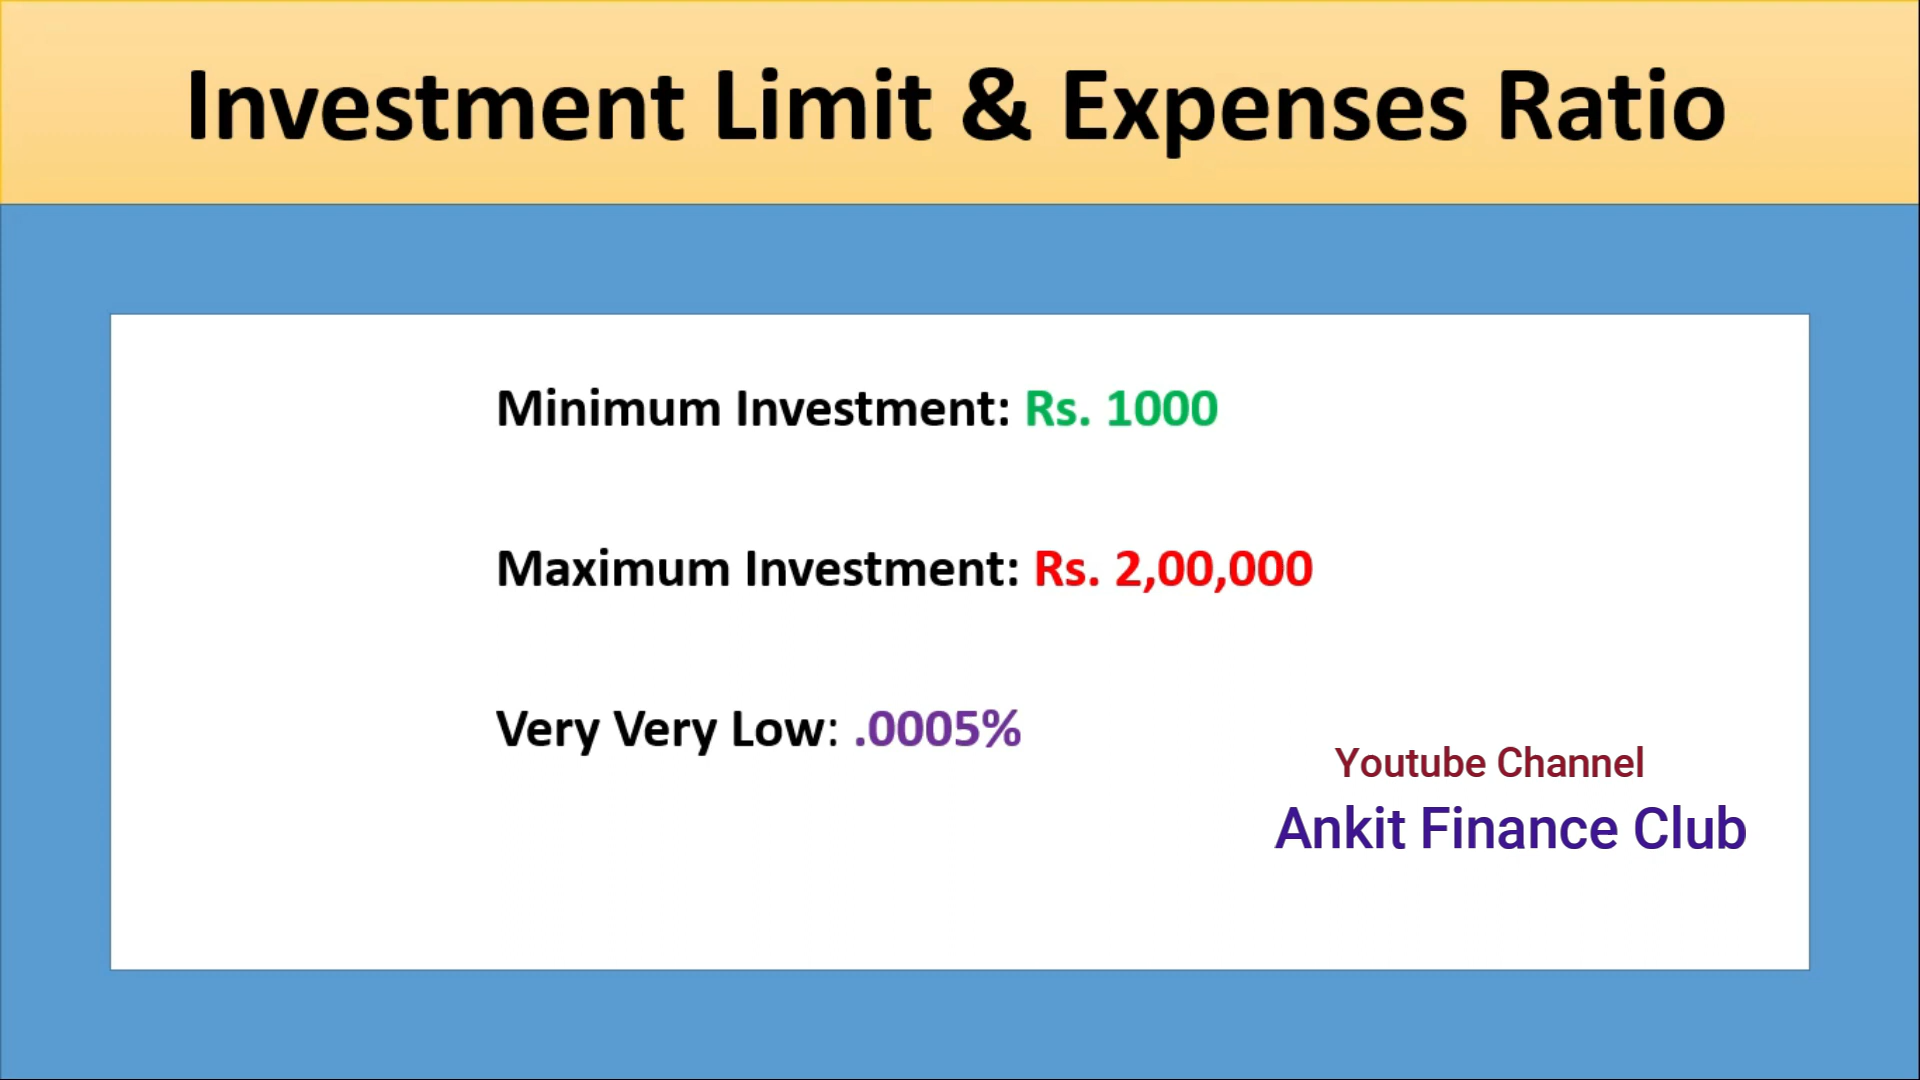 Investment Limit & Expenses Ratio
Minimum Investment: Rs. 1000
Maximum Investment: Rs. 2,00,000
Very Very Low: .0005%
Youtube Channel
Ankit Finance Club